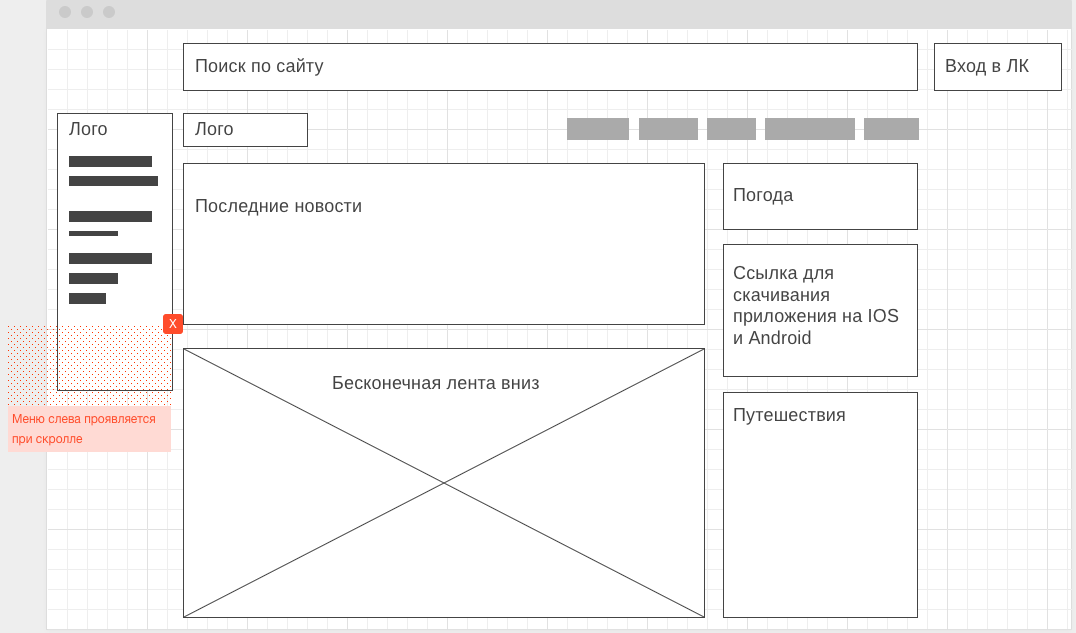 Поиск по сайту
Вход в ЛК
Лого
Лого
Последние новости
Погода
Ссылка для
скачивания
приложения на IOS
и Android
X
Меню слева проявляется
при скролле
Бесконечная лента вниз
Путешествия